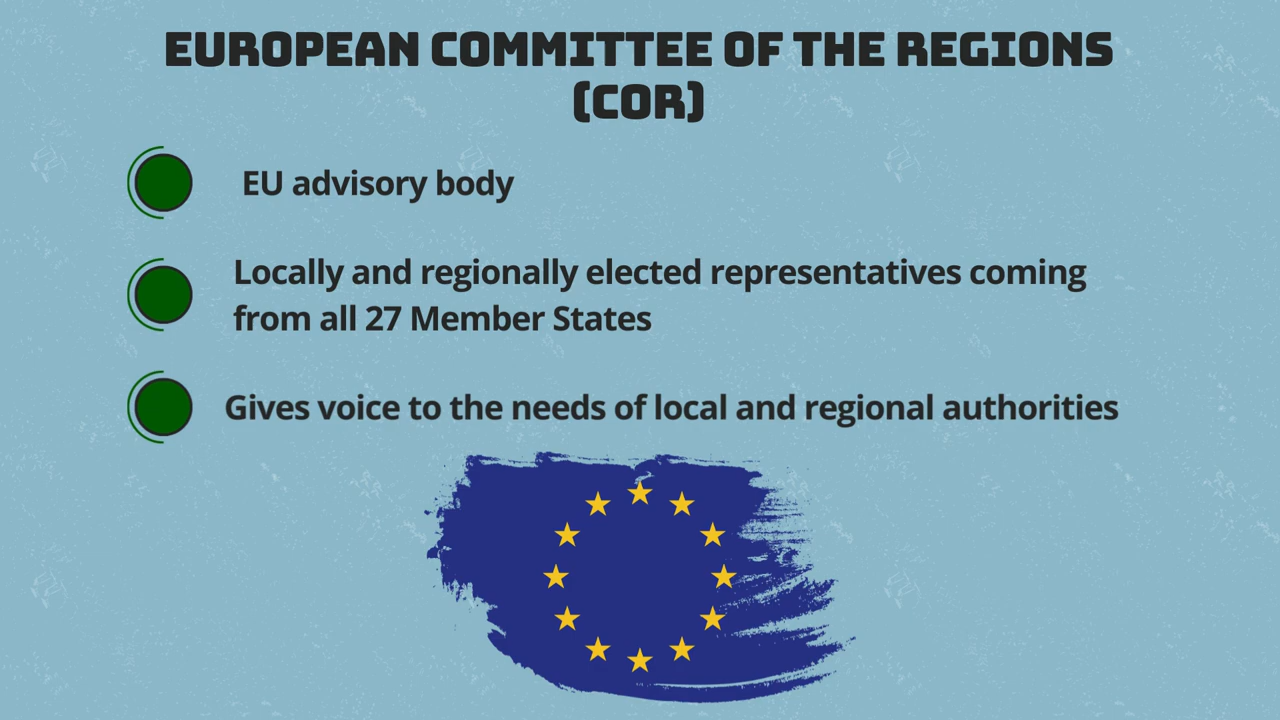 EUROPEAN COMMITTEE OF THE REGIONS
(COR)
EU advisory body
Locally and regionally elected representatives coming
from all 27 Member States
Gives voice to the needs of local and regional authorities